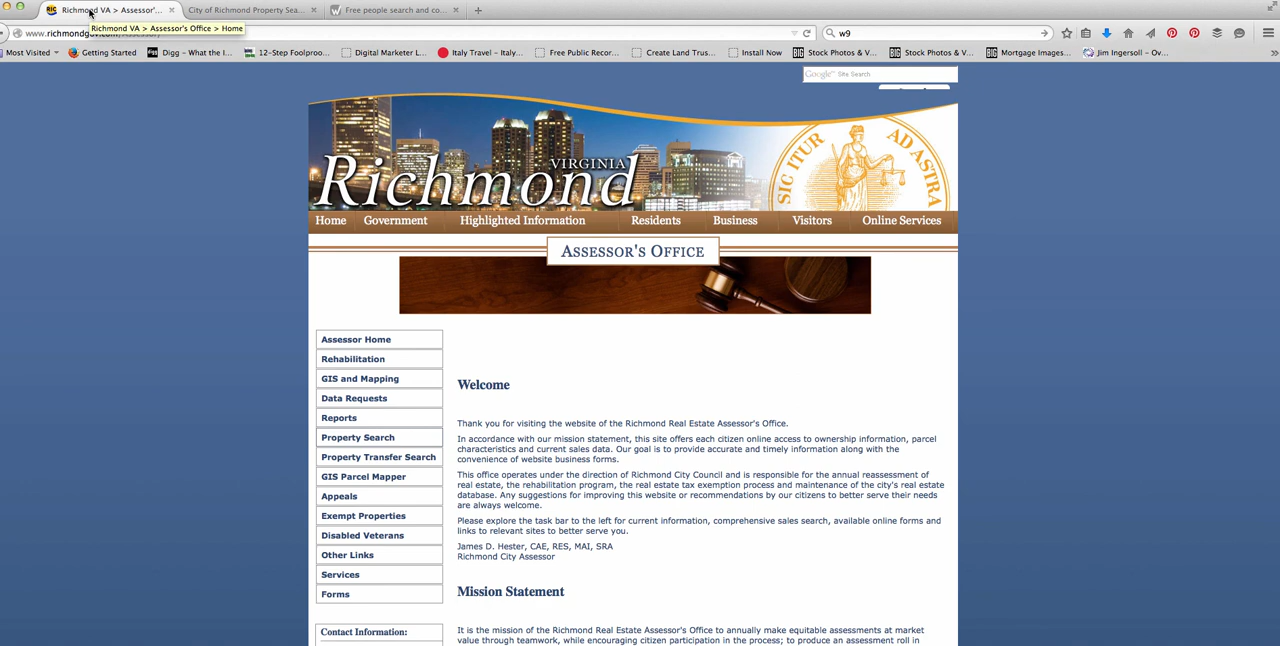 Richmond VA > Assessor'...
City of Richmond Property Sea...
Free people search and co...
Richmond VA > Assessor's Office > Home
www.richmondgov.com/Assessor/
w9
Most Visited
Getting Started
Digg - What the I...
12-Step Foolproo...
Digital Marketer L...
Italy Travel - Italy...
Free Public Recor...
Create Land Trus...
Install Now
Stock Photos & V...
Stock Photos & V...
Mortgage Images...
Jim Ingersoll - Ov...
Google™ Site Search
VIRGINIA
Richmond
SIC ITUR AD ASTRA
Home Government Highlighted Information Residents Business Visitors Online Services
ASSESSOR'S OFFICE
Assessor Home
Rehabilitation
GIS and Mapping
Data Requests
Reports
Property Search
Property Transfer Search
GIS Parcel Mapper
Appeals
Exempt Properties
Disabled Veterans
Other Links
Services
Forms
Contact Information:
Welcome
Thank you for visiting the website of the Richmond Real Estate Assessor's Office.
In accordance with our mission statement, this site offers each citizen online access to ownership information, parcel
characteristics and current sales data. Our goal is to provide accurate and timely information along with the
convenience of website business forms.
This office operates under the direction of Richmond City Council and is responsible for the annual reassessment of
real estate, the rehabilitation program, the real estate tax exemption process and maintenance of the city's real estate
database. Any suggestions for improving this website or recommendations by our citizens to better serve their needs
are always welcome.
Please explore the task bar to the left for current information, comprehensive sales search, available online forms and
links to relevant sites to better serve you.
James D. Hester, CAE, RES, MAI, SRA
Richmond City Assessor
Mission Statement
It is the mission of the Richmond Real Estate Assessor's Office to annually make equitable assessments at market
value through teamwork, while encouraging citizen participation in the process; to produce an assessment roll in